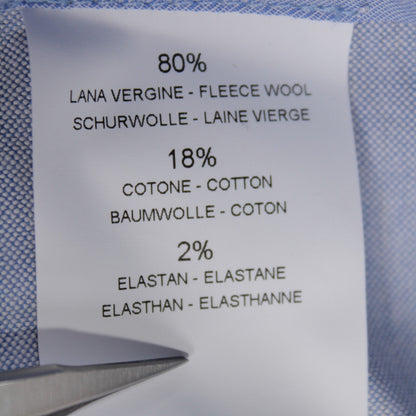 80%
LANA VERGINE - FLEECE WOOL
SCHURWOLLE - LAINE VIERGE
18%
COTONE - COTTON
BAUMWOLLE - COTON
2%
ELASTAN - ELASTANE
ELASTHAN - ELASTHANNE